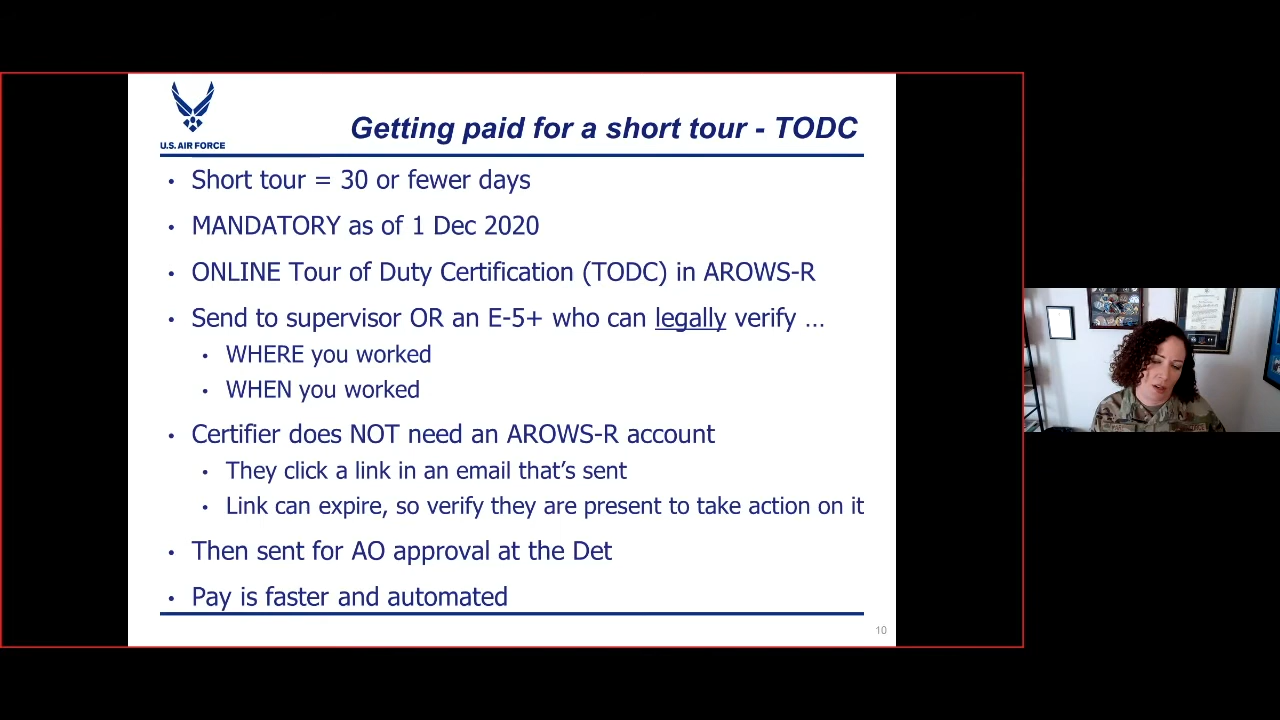 U.S. AIR FORCE
Getting paid for a short tour - TODC
• Short tour = 30 or fewer days
• MANDATORY as of 1 Dec 2020
• ONLINE Tour of Duty Certification (TODC) in AROWS-R
• Send to supervisor OR an E-5+ who can legally verify ...
• WHERE you worked
• WHEN you worked
• Certifier does NOT need an AROWS-R account
• They click a link in an email that’s sent
• Link can expire, so verify they are present to take action on it
• Then sent for AO approval at the Det
• Pay is faster and automated
10